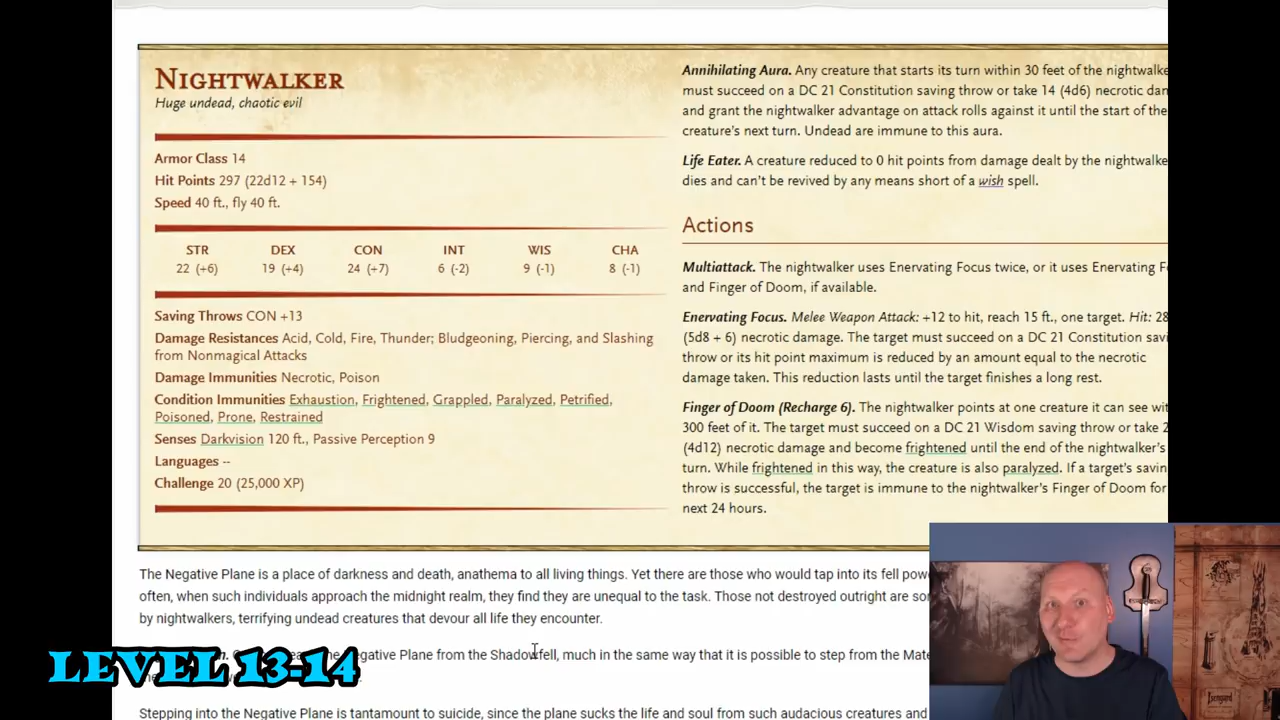 NIGHTWALKER
Huge undead, chaotic evil
Armor Class 14
Hit Points 297 (22d12 + 154)
Speed 40 ft., fly 40 ft.
STR DEX CON INT WIS CHA
22 (+6) 19 (+4) 24 (+7) 6 (-2) 9 (-1) 8 (-1)
Saving Throws CON +13
Damage Resistances Acid, Cold, Fire, Thunder; Bludgeoning, Piercing, and Slashing
from Nonmagical Attacks
Damage Immunities Necrotic, Poison
Condition Immunities Exhaustion, Frightened, Grappled, Paralyzed, Petrified,
Poisoned, Prone, Restrained
Senses Darkvision 120 ft., Passive Perception 9
Languages --
Challenge 20 (25,000 XP)
Annihilating Aura. Any creature that starts its turn within 30 feet of the
must succeed on a DC 21 Constitution saving throw or take 14 (4d6) necrotic
and grant the nightwalker advantage on attack rolls against it until the start of the
creature's next turn. Undead are immune to this aura.
Life Eater. A creature reduced to 0 hit points from damage dealt by the
dies and can't be revived by any means short of a wish spell.
Actions
Multiattack. The nightwalker uses Enervating Focus twice, or it uses Enervating
and Finger of Doom, if available.
Enervating Focus. Melee Weapon Attack: +12 to hit, reach 15 ft., one target. Hit: 28
(5d8 + 6) necrotic damage. The target must succeed on a DC 21 Constitution
throw or its hit point maximum is reduced by an amount equal to the necrotic
damage taken. This reduction lasts until the target finishes a long rest.
Finger of Doom (Recharge 6). The nightwalker points at one creature it can see
300 feet of it. The target must succeed on a DC 21 Wisdom saving throw or take
(4d12) necrotic damage and become frightened until the end of the nightwalker's
turn. While frightened in this way, the creature is also paralyzed. If a target's
throw is successful, the target is immune to the nightwalker's Finger of Doom for
next 24 hours.
The Negative Plane is a place of darkness and death, anathema to all living things. Yet there are those who would tap into its fell
often, when such individuals approach the midnight realm, they find they are unequal to the task. Those not destroyed outright are
by nightwalkers, terrifying undead creatures that devour all life they encounter.
Plane from the Shadowfell, much in the same way that it is possible to step from the
LEVEL 13-14
Stepping into the Negative Plane is tantamount to suicide, since the plane sucks the life and soul from such audacious creatures and